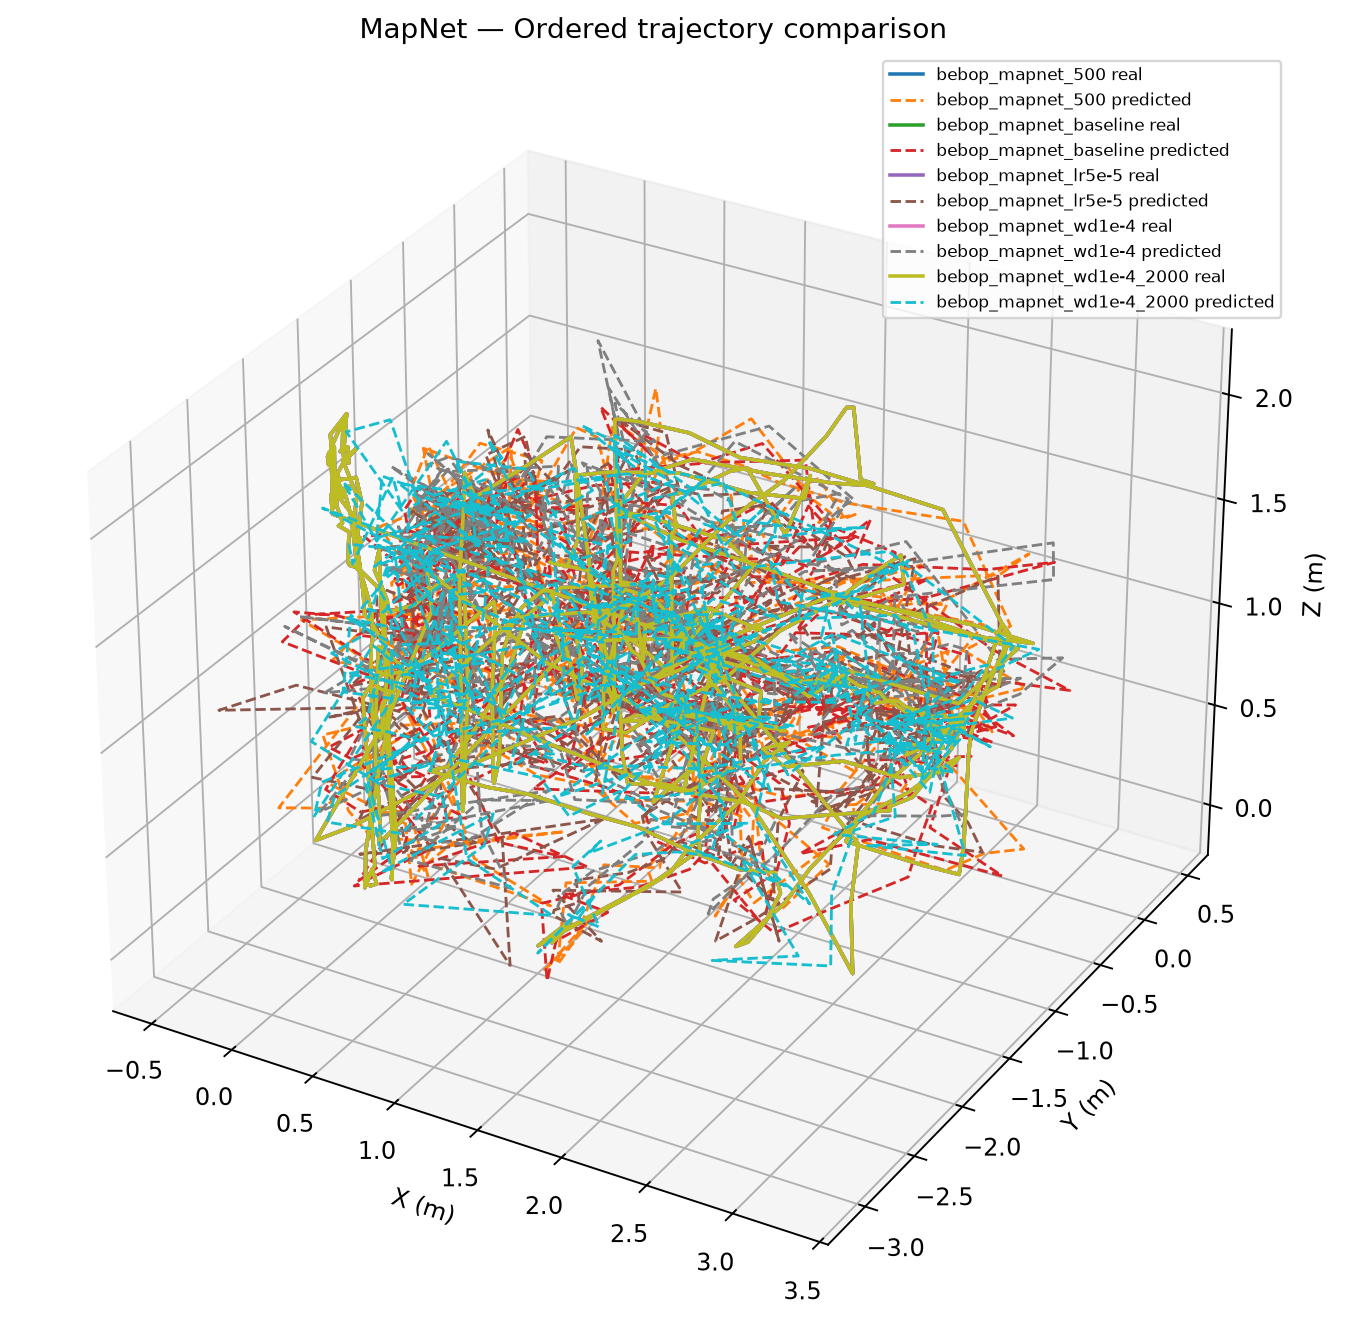 MapNet — Ordered trajectory comparison
bebop_mapnet_500 real
bebop_mapnet_500 predicted
bebop_mapnet_baseline real
bebop_mapnet_baseline predicted
bebop_mapnet_lr5e-5 real
bebop_mapnet_lr5e-5 predicted
bebop_mapnet_wd1e-4 real
bebop_mapnet_wd1e-4 predicted
bebop_mapnet_wd1e-4_2000 real
bebop_mapnet_wd1e-4_2000 predicted
2.0
1.5
1.0
0.5
0.0
Z (m)
0.5
0.0
−0.5
−1.0
−1.5
−2.0
−2.5
−3.0
Y (m)
−0.5
0.0
0.5
1.0
1.5
2.0
2.5
3.0
3.5
X (m)